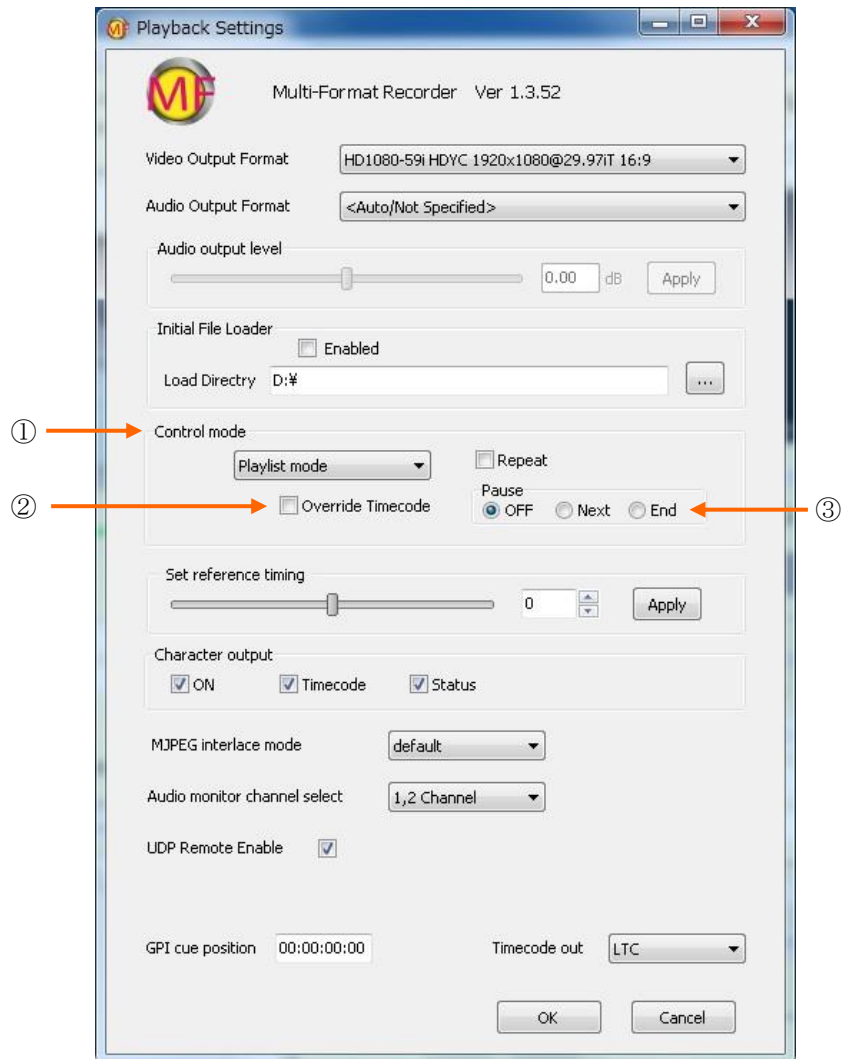 Playback Settings
MF
Multi-Format Recorder Ver 1.3.52
Video Output Format HD1080-59i HDYC 1920x1080@29.97iT 16:9
Audio Output Format <Auto/Not Specified>
Audio output level
0.00 dB Apply
Initial File Loader
Enabled
Load Directry D:¥ ...
① Control mode
Playlist mode Repeat
② Override Timecode
Pause
OFF Next End ③
Set reference timing
0 Apply
Character output
ON Timecode Status
MJPEG interlace mode default
Audio monitor channel select 1,2 Channel
UDP Remote Enable
GPI cue position 00:00:00:00 Timecode out LTC
OK Cancel